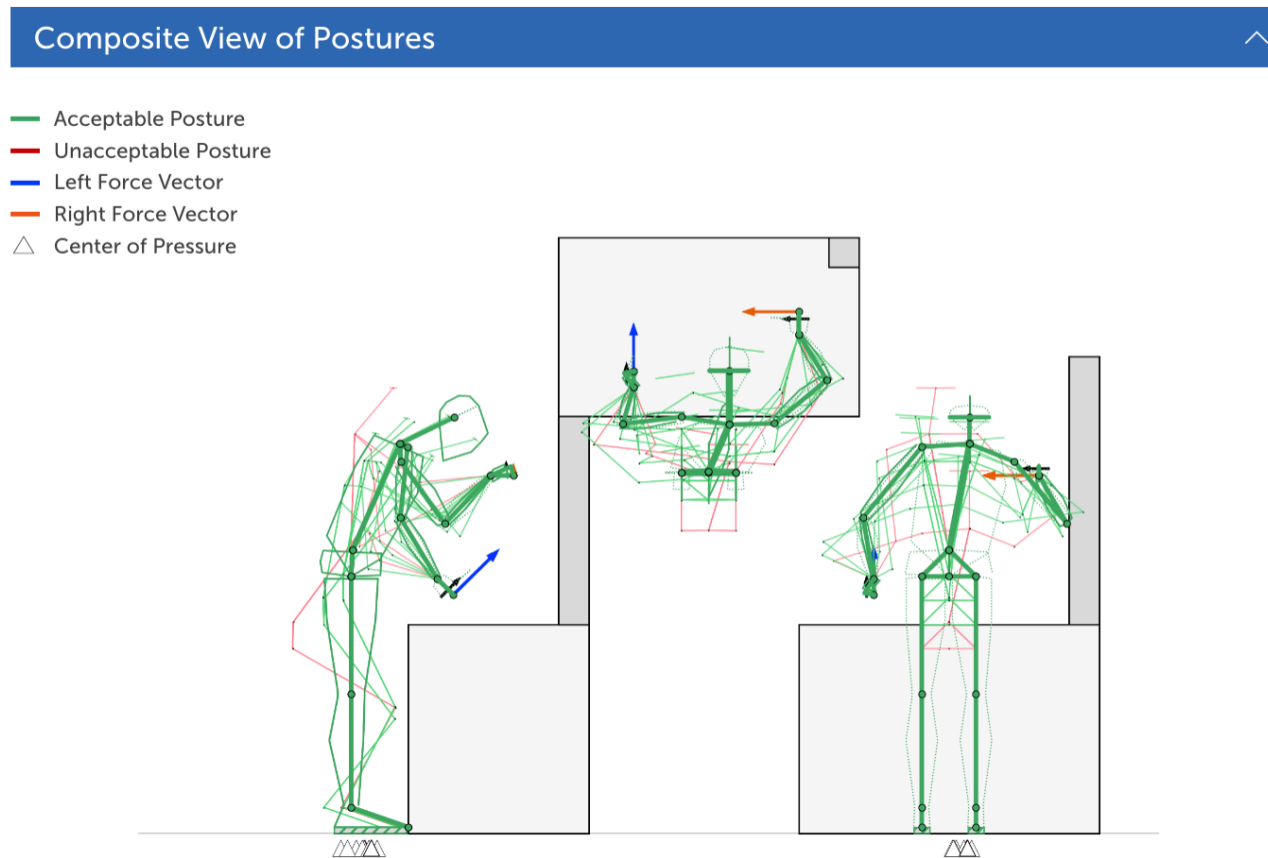 Composite View of Postures
Acceptable Posture
Unacceptable Posture
Left Force Vector
Right Force Vector
Center of Pressure